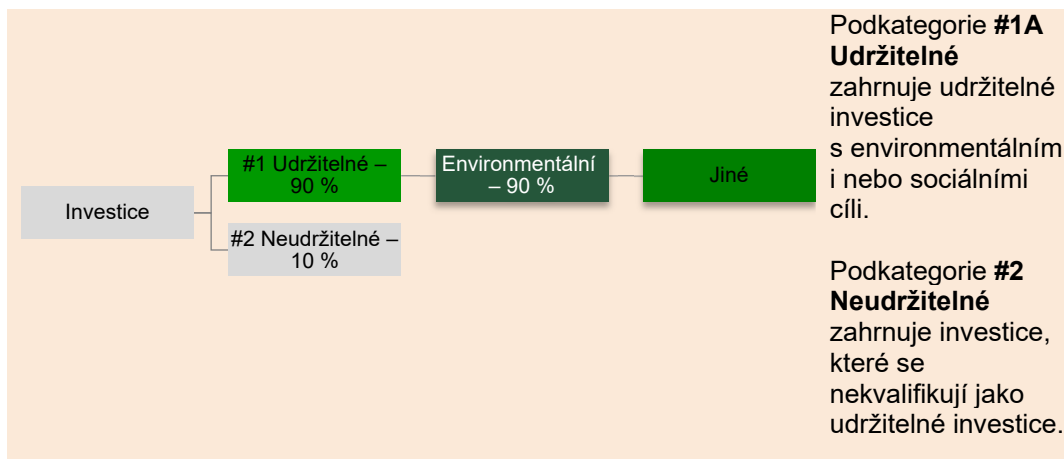 Investice
#1 Udržitelné –
90 %
#2 Neudržitelné –
10 %
Environmentální
– 90 %
Jiné
Podkategorie #1A
Udržitelné
zahrnuje udržitelné
investice
s environmentálním
i nebo sociálními
cíli.
Podkategorie #2
Neudržitelné
zahrnuje investice,
které se
nekvalifikují jako
udržitelné investice.